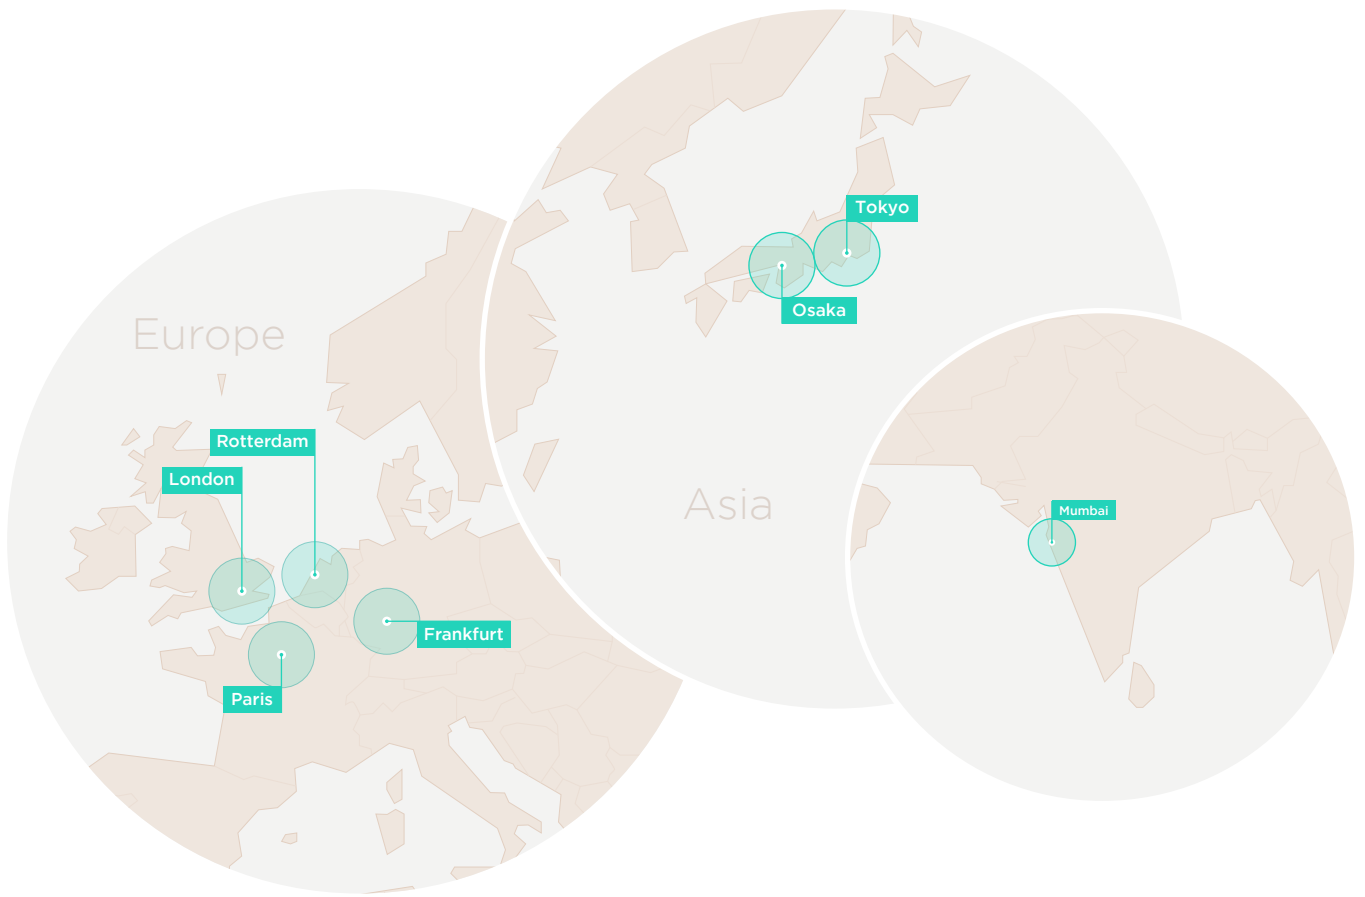 Europe
Rotterdam
London
Frankfurt
Paris
Tokyo
Osaka
Asia
Mumbai